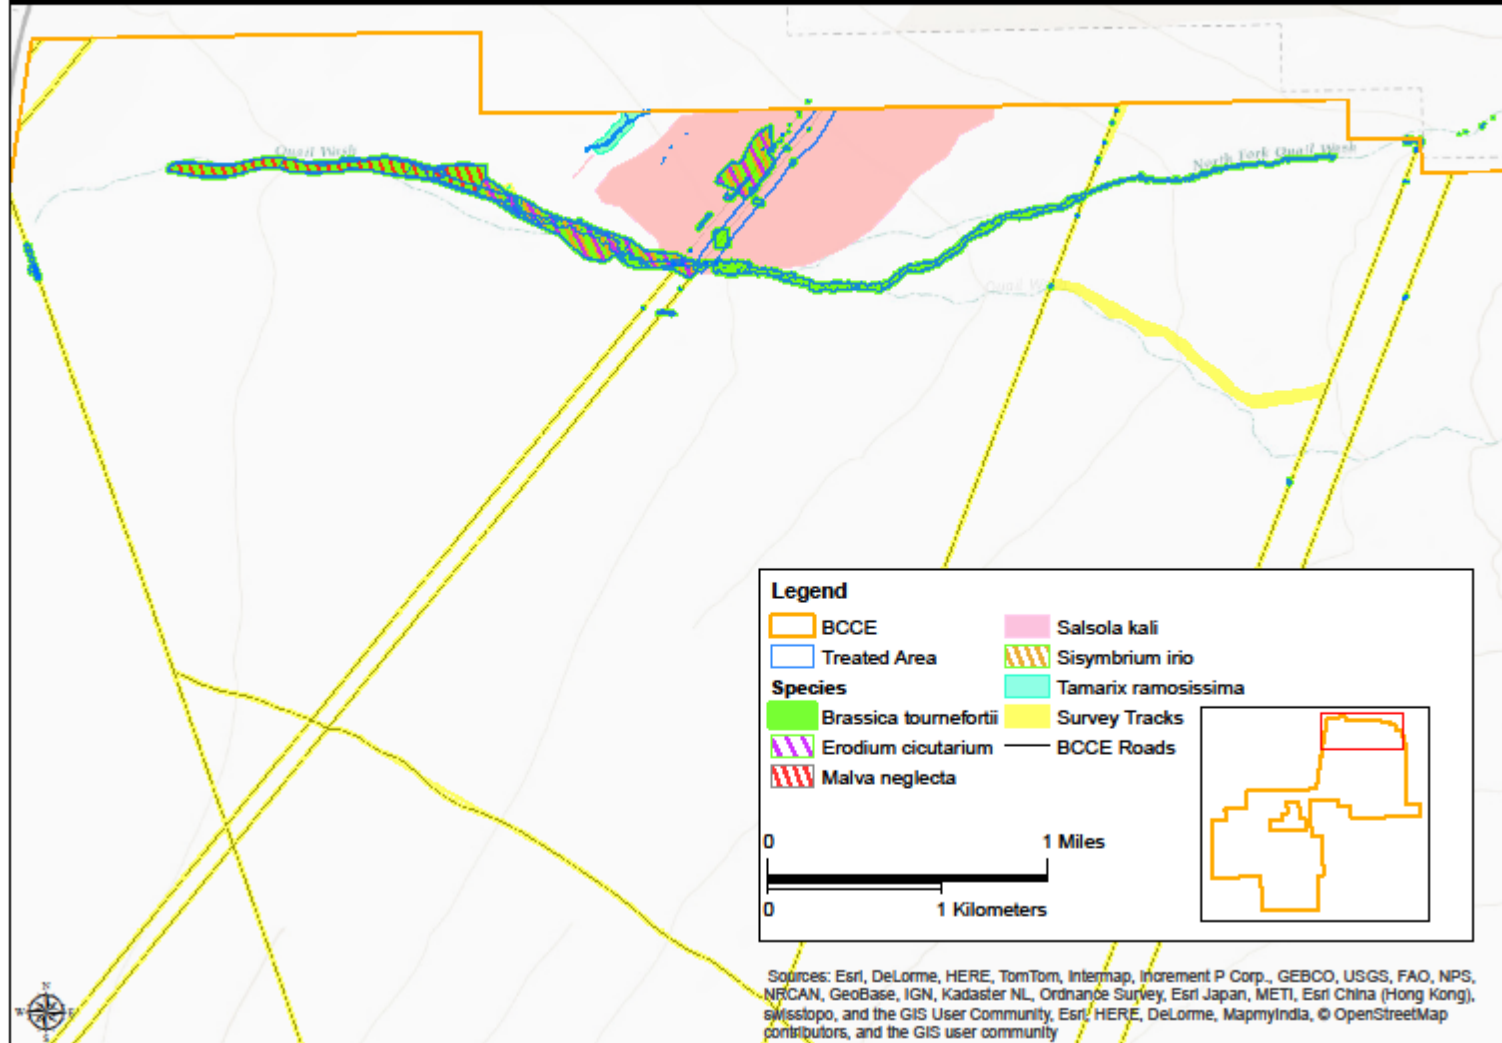 Quail Wash
North Fork Quail Wash
Quail Wash
Legend
BCCE
Treated Area
Species
Brassica tournefortii
Erodium cicutarium
Malva neglecta
Salsola kali
Sisymbrium irio
Tamarix ramosissima
Survey Tracks
BCCE Roads
0 1 Miles
0 1 Kilometers
N
W E
S
Sources: Esri, DeLorme, HERE, TomTom, Intermap, increment P Corp., GEBCO, USGS, FAO, NPS,
NRCAN, GeoBase, IGN, Kadaster NL, Ordnance Survey, Esri Japan, METI, Esri China (Hong Kong),
swisstopo, and the GIS User Community, Esri, HERE, DeLorme, MapmyIndia, © OpenStreetMap
contributors, and the GIS user community